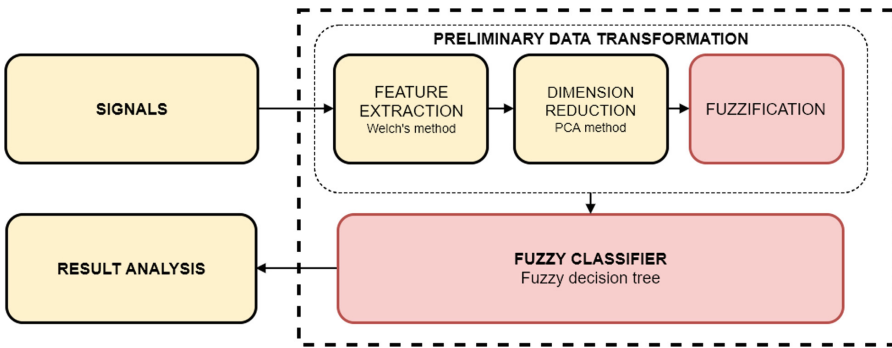 PRELIMINARY DATA TRANSFORMATION
SIGNALS
FEATURE
EXTRACTION
Welch's method
DIMENSION
REDUCTION
PCA method
FUZZIFICATION
RESULT ANALYSIS
FUZZY CLASSIFIER
Fuzzy decision tree